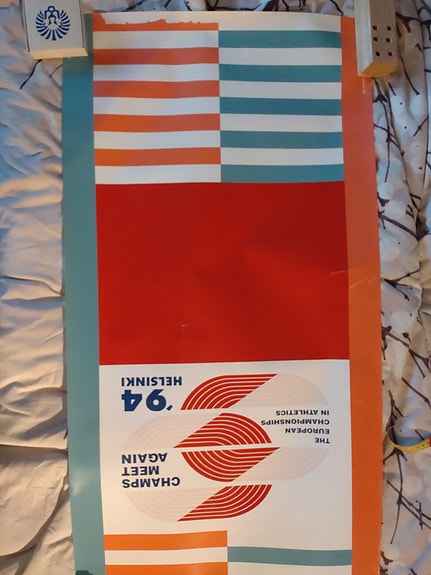 CHAMPS
MEET
AGAIN
THE
EUROPEAN
CHAMPIONSHIPS
IN ATHLETICS
'94
HELSINKI